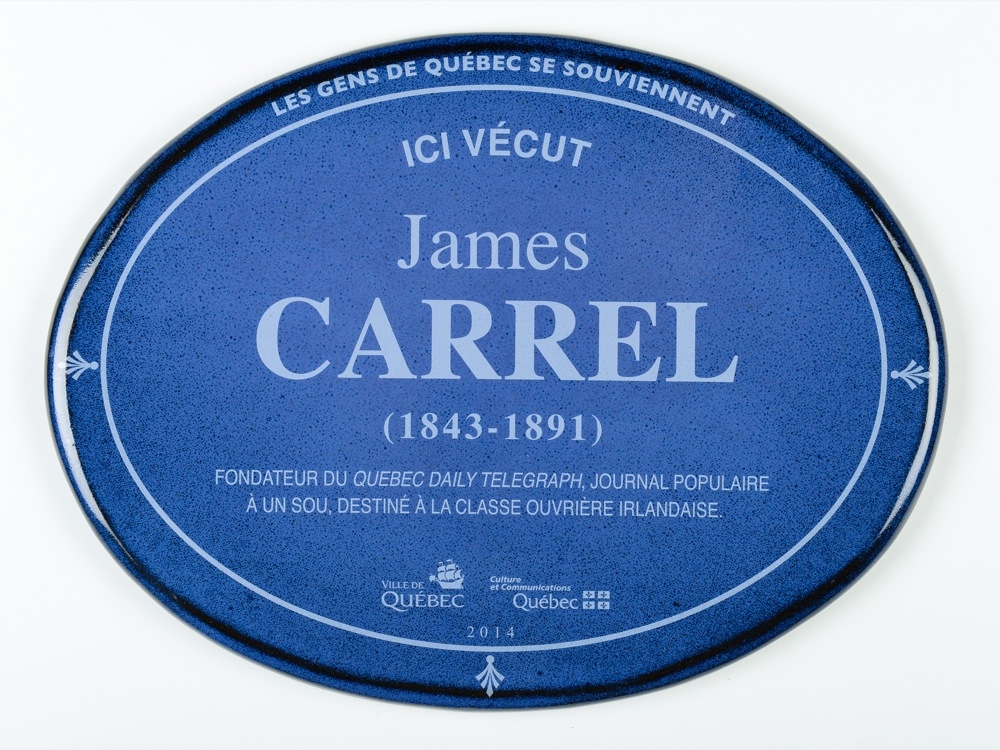 LES GENS DE QUÉBEC SE SOUVIENNENT
ICI VÉCUT
James
CARREL
(1843-1891)
FONDATEUR DU QUEBEC DAILY TELEGRAPH, JOURNAL POPULAIRE
À UN SOU, DESTINÉ À LA CLASSE OUVRIÈRE IRLANDAISE.
VILLE DE
QUÉBEC
Culture
et Communications
Québec
2014